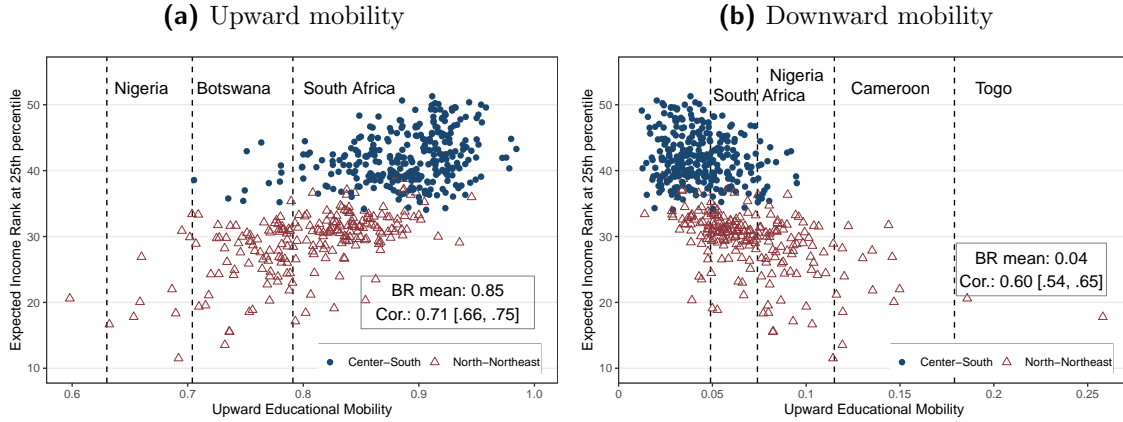 (a) Upward mobility
Expected Income Rank at 25th percentile
50
40
30
20
10
Nigeria
Botswana
South Africa
BR mean: 0.85
Cor.: 0.71 [.66, .75]
Center−South
North−Northeast
0.6
0.7
0.8
0.9
1.0
Upward Educational Mobility
(b) Downward mobility
Expected Income Rank at 25th percentile
50
40
30
20
10
South Africa
Nigeria
Cameroon
Togo
BR mean: 0.04
Cor.: 0.60 [.54, .65]
Center−South
North−Northeast
0
0.05
0.1
0.15
0.2
0.25
Upward Educational Mobility